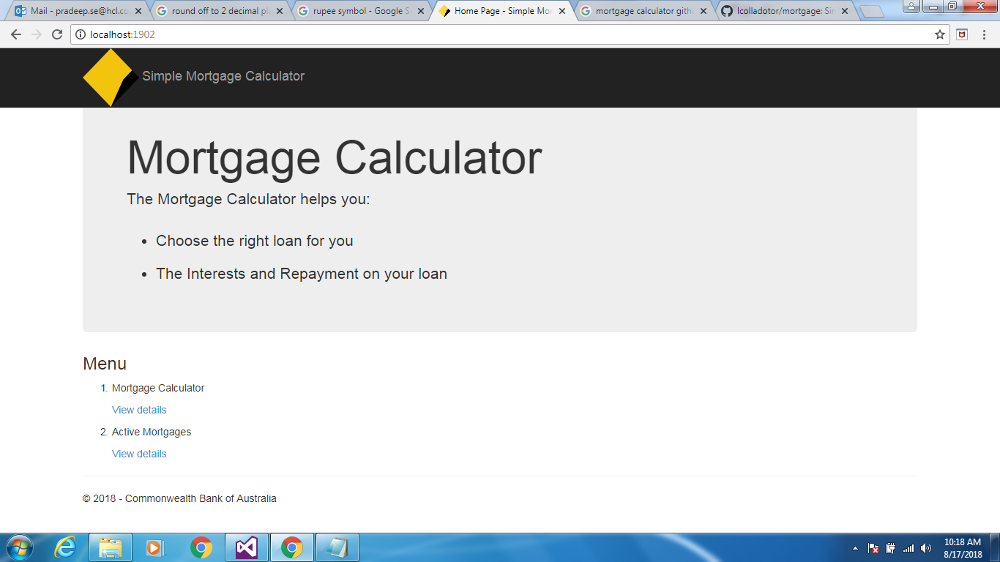 Mail - pradeep.se@hcl.co
round off to 2 decimal pl
rupee symbol - Google S
Home Page - Simple Mor
mortgage calculator gith
lcolladotor/mortgage: Si
localhost:1902
Simple Mortgage Calculator
Mortgage Calculator
The Mortgage Calculator helps you:
• Choose the right loan for you
• The Interests and Repayment on your loan
Menu
1. Mortgage Calculator
View details
2. Active Mortgages
View details
© 2018 - Commonwealth Bank of Australia
10:18 AM
8/17/2018